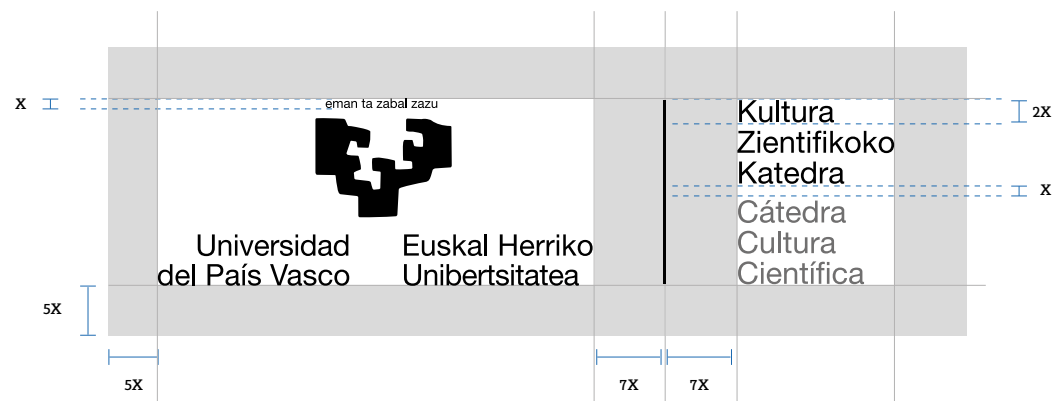 X
eman ta zabal zazu
Universidad
del País Vasco
Euskal Herriko
Unibertsitatea
Kultura
Zientifikoko
Katedra
Cátedra
Cultura
Científica
2X
X
5X
5X
7X
7X